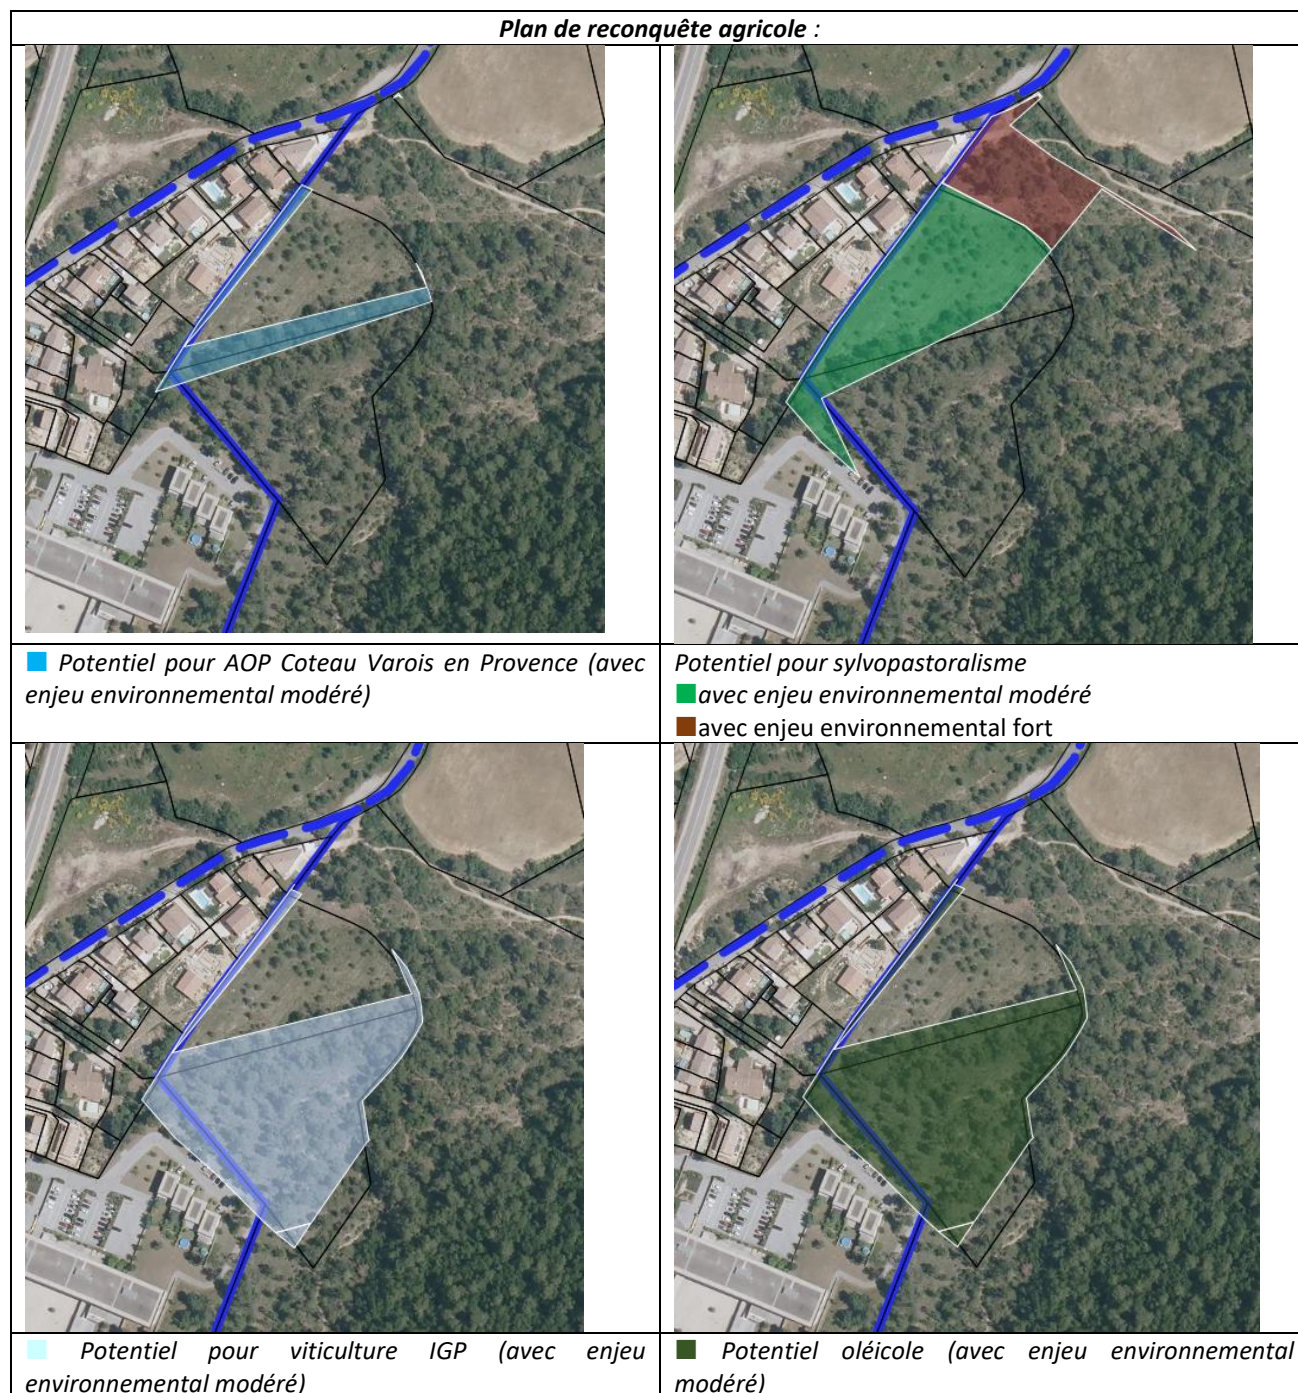 Plan de reconquête agricole :
Potentiel pour AOP Coteau Varois en Provence (avec
enjeu environnemental modéré)
Potentiel pour sylvopastoralisme
avec enjeu environnemental modéré
avec enjeu environnemental fort
Potentiel pour viticulture IGP (avec enjeu
environnemental modéré)
Potentiel oléicole (avec enjeu environnemental
modéré)